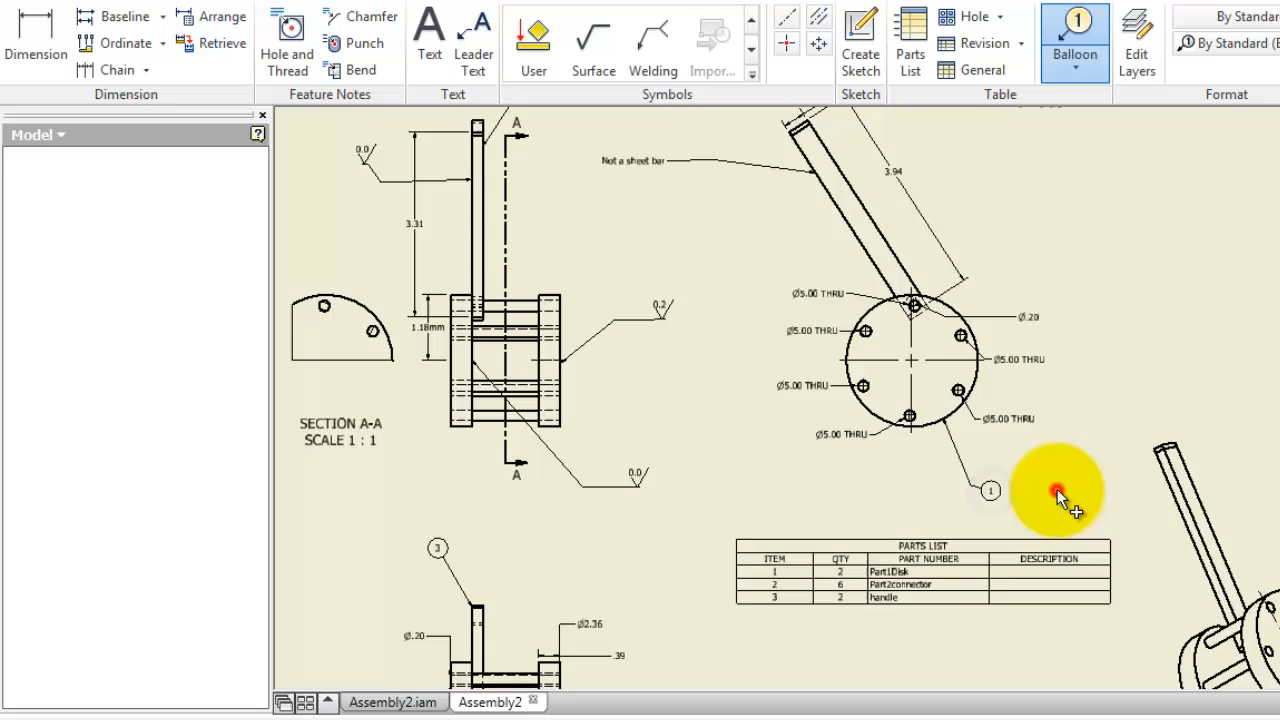 Baseline
Arrange
Ordinate
Retrieve
Chain
Dimension
Dimension
Hole and
Thread
Chamfer
Punch
Bend
Feature Notes
A
Text
A
Leader
Text
Text
User
Surface
Welding
Impor...
Symbols
Create
Sketch
Sketch
Parts
List
Hole
Revision
General
1
Balloon
Table
Edit
Layers
By Standar
1 By Standard (
Format
Model
?
A
0.0
Not a sheet bar
3.94
3.31
Ø5.00 THRU
0.2
Ø.20
1.18mm
Ø5.00 THRU
Ø5.00 THRU
Ø5.00 THRU
SECTION A-A
SCALE 1 : 1
Ø5.00 THRU
Ø5.00 THRU
A
0.0
1
3
PARTS LIST
ITEM QTY PART NUMBER DESCRIPTION
1 2 Part1Disk
2 6 Part2connector
3 2 handle
Ø2.36
Ø.20
.39
Assembly2.iam
Assembly2